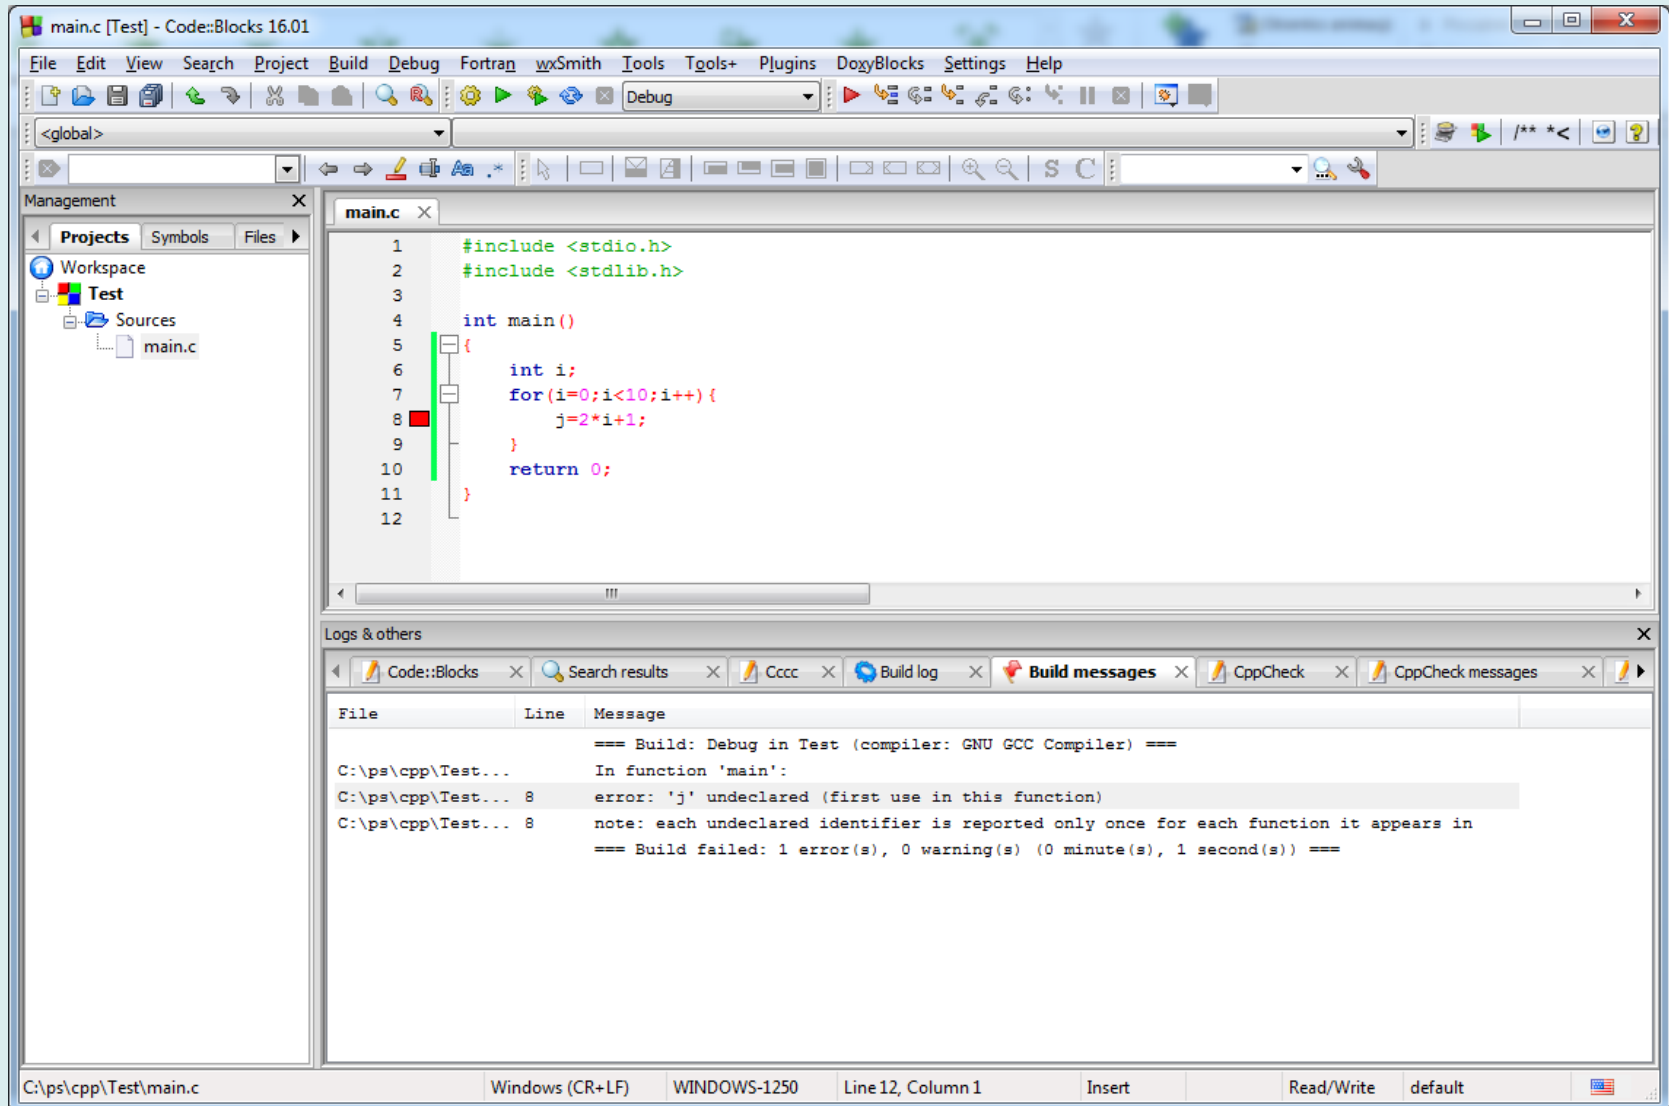 main.c [Test] - Code::Blocks 16.01
File Edit View Search Project Build Debug Fortran wxSmith Tools Tools+ Plugins DoxyBlocks Settings Help
Debug
<global>
/** *<
Aa .* S C
Management
Projects Symbols Files
Workspace
Test
Sources
main.c
main.c
1 #include <stdio.h>
2 #include <stdlib.h>
3
4 int main()
5 {
6 int i;
7 for(i=0;i<10;i++){
8 j=2*i+1;
9 }
10 return 0;
11 }
12
Logs & others
Code::Blocks Search results Cccc Build log Build messages CppCheck CppCheck messages
File Line Message
=== Build: Debug in Test (compiler: GNU GCC Compiler) ===
C:\ps\cpp\Test... In function 'main':
C:\ps\cpp\Test... 8 error: 'j' undeclared (first use in this function)
C:\ps\cpp\Test... 8 note: each undeclared identifier is reported only once for each function it appears in
=== Build failed: 1 error(s), 0 warning(s) (0 minute(s), 1 second(s)) ===
C:\ps\cpp\Test\main.c Windows (CR+LF) WINDOWS-1250 Line 12, Column 1 Insert Read/Write default